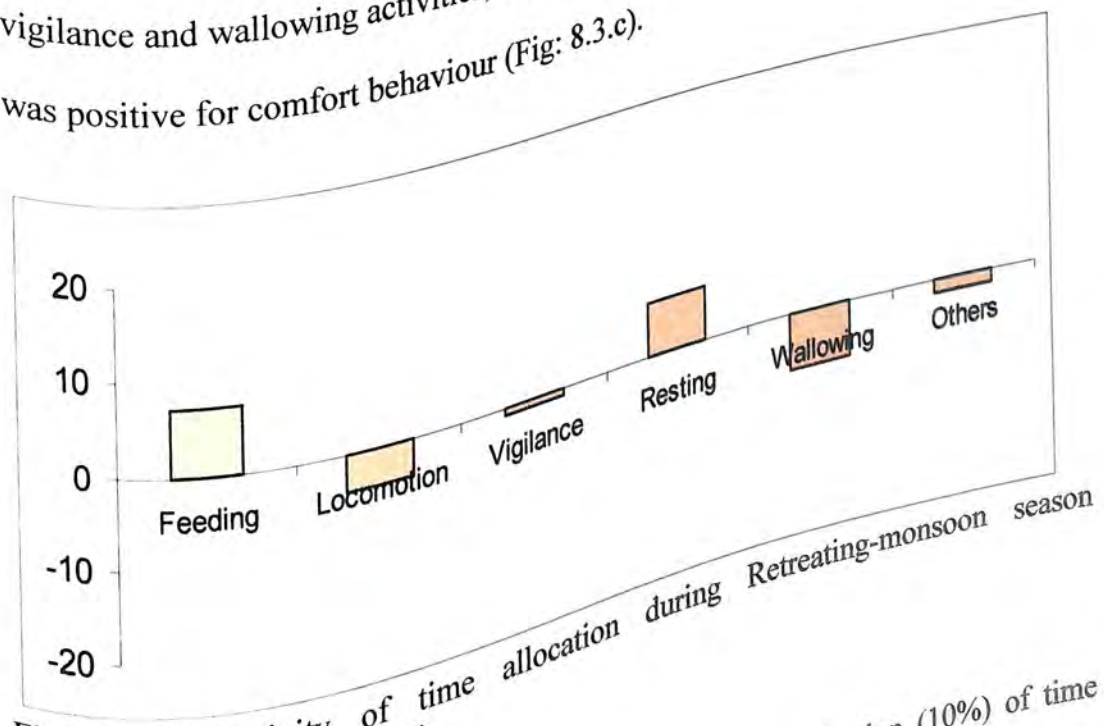 vigilance and wallowing
was positive for comfort behaviour (Fig: 8.3.c).
20
10
0
-10
-20
Feeding
Locomotion
Vigilance
Resting
Wallowing
Others
of time allocation during Retreating-monsoon season
(10%) of time